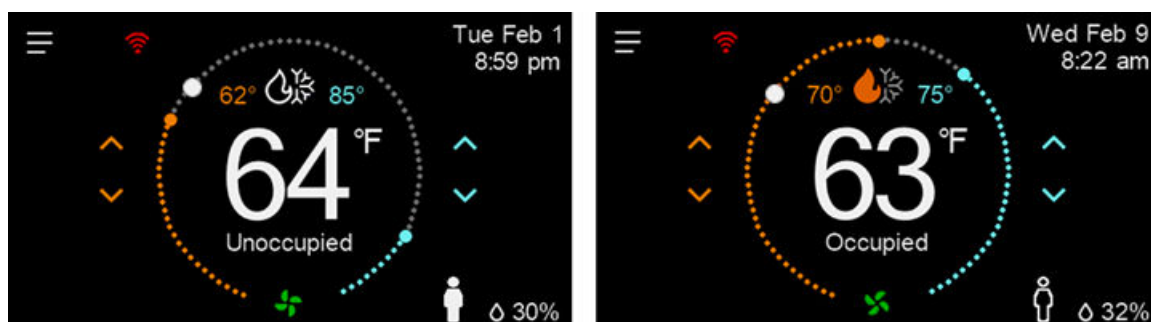 Tue Feb 1
8:59 pm
62° 85°
64°F
Unoccupied
30%
Wed Feb 9
8:22 am
70° 75°
63°F
Occupied
32%